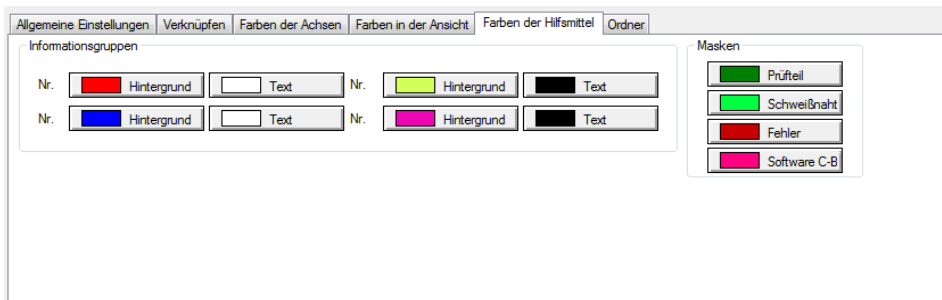 Allgemeine Einstellungen Verknüpfen Farben der Achsen Farben in der Ansicht Farben der Hilfsmittel Ordner
Informationsgruppen
Nr. Hintergrund Text Nr. Hintergrund Text
Nr. Hintergrund Text Nr. Hintergrund Text
Masken
Prüfteil
Schweißnaht
Fehler
Software C-B